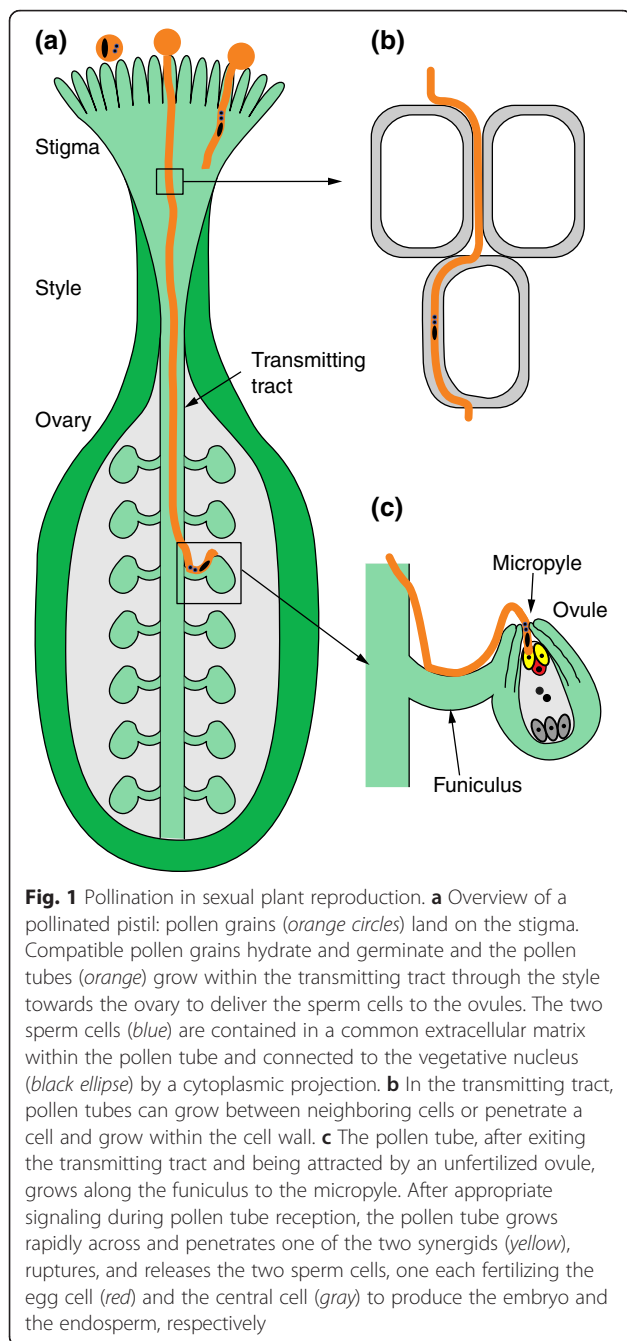 (a)
(b)
Stigma
Style
Transmitting
tract
Ovary
(c)
Micropyle
Ovule
Funiculus
Fig. 1 Pollination in sexual plant reproduction. a Overview of a
pollinated pistil: pollen grains (orange circles) land on the stigma.
Compatible pollen grains hydrate and germinate and the pollen
tubes (orange) grow within the transmitting tract through the style
towards the ovary to deliver the sperm cells to the ovules. The two
sperm cells (blue) are contained in a common extracellular matrix
within the pollen tube and connected to the vegetative nucleus
(black ellipse) by a cytoplasmic projection. b In the transmitting tract,
pollen tubes can grow between neighboring cells or penetrate a
cell and grow within the cell wall. c The pollen tube, after exiting
the transmitting tract and being attracted by an unfertilized ovule,
grows along the funiculus to the micropyle. After appropriate
signaling during pollen tube reception, the pollen tube grows
rapidly across and penetrates one of the two synergids (yellow),
ruptures, and releases the two sperm cells, one each fertilizing the
egg cell (red) and the central cell (gray) to produce the embryo and
the endosperm, respectively